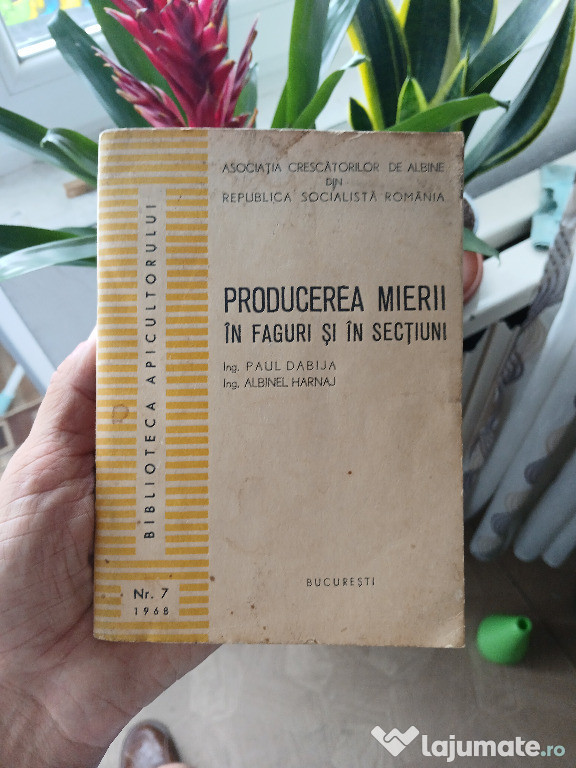 ASOCIAȚIA CRESCĂTORILOR DE ALBINE
DIN
REPUBLICA SOCIALISTĂ ROMÂNIA
PRODUCEREA MIERII
ÎN FAGURI ȘI ÎN SECȚIUNI
Ing. PAUL DABIJA
Ing. ALBINEL HARNAJ
BUCUREȘTI
BIBLIOTECA APICULTORULUI
Nr. 7
1968
lajumate.ro